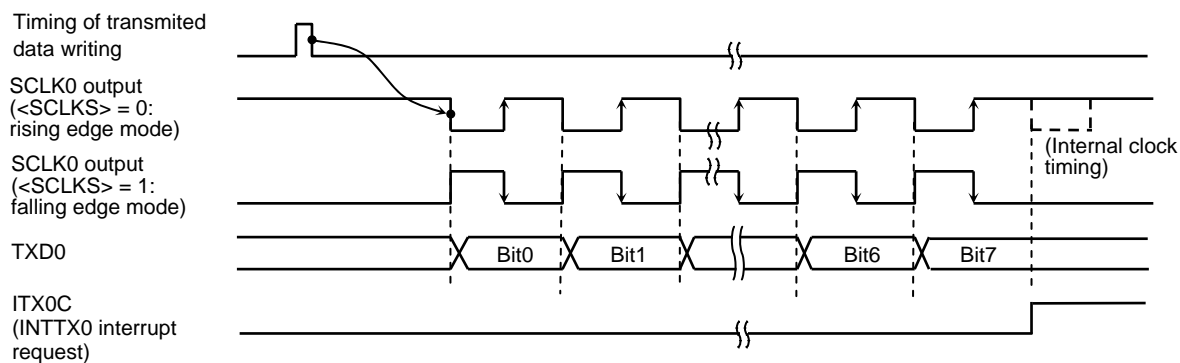 Timing of transmited
data writing
SCLK0 output
(<SCLKS> = 0:
rising edge mode)
(Internal clock
timing)
SCLK0 output
(<SCLKS> = 1:
falling edge mode)
TXD0
Bit0
Bit1
Bit6
Bit7
ITX0C
(INTTX0 interrupt
request)